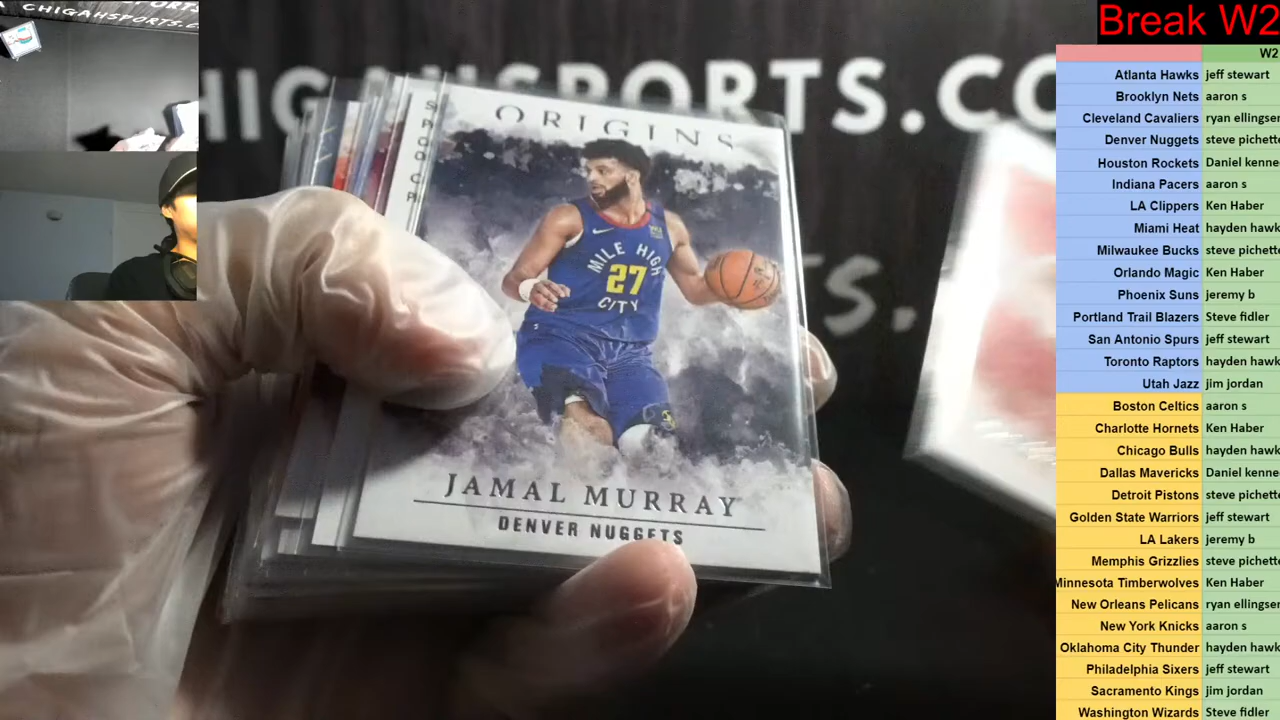 CHIGAHSPORTS.C
Break W2
W2
Atlanta Hawks jeff stewart
Brooklyn Nets aaron s
Cleveland Cavaliers ryan ellingser
Denver Nuggets steve pichette
Houston Rockets Daniel kenne
Indiana Pacers aaron s
LA Clippers Ken Haber
Miami Heat hayden hawk
Milwaukee Bucks steve pichette
Orlando Magic Ken Haber
Phoenix Suns jeremy b
Portland Trail Blazers Steve fidler
San Antonio Spurs jeff stewart
Toronto Raptors hayden hawk
Utah Jazz jim jordan
Boston Celtics aaron s
Charlotte Hornets Ken Haber
Chicago Bulls hayden hawk
Dallas Mavericks Daniel kenne
Detroit Pistons steve pichette
Golden State Warriors jeff stewart
LA Lakers jeremy b
Memphis Grizzlies steve pichette
Minnesota Timberwolves Ken Haber
New Orleans Pelicans ryan ellingser
New York Knicks aaron s
Oklahoma City Thunder hayden hawk
Philadelphia Sixers jeff stewart
Sacramento Kings jim jordan
Washington Wizards Steve fidler
HIGAHSPORTS.CO
ORIGINS
MILE HIGH
27
CITY
JAMAL MURRAY
DENVER NUGGETS